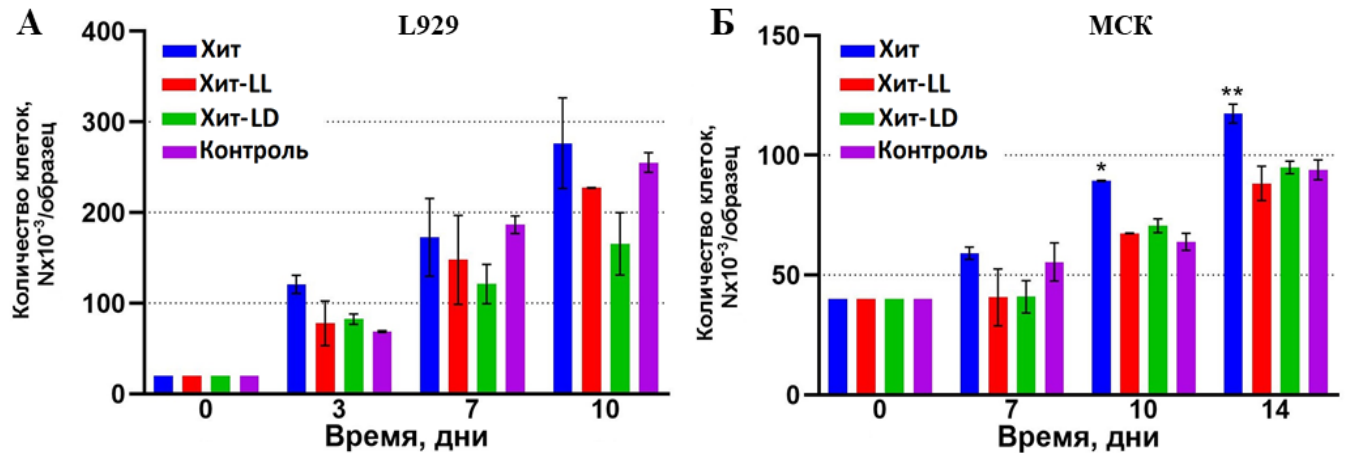 А
L929
400
300
200
100
0
Количество клеток,
Nx10⁻³/образец
Хит
Хит-LL
Хит-LD
Контроль
0 3 7 10
Время, дни
Б
МСК
150
100
50
0
Количество клеток,
Nx10⁻³/образец
Хит
Хит-LL
Хит-LD
Контроль
*
**
0 7 10 14
Время, дни